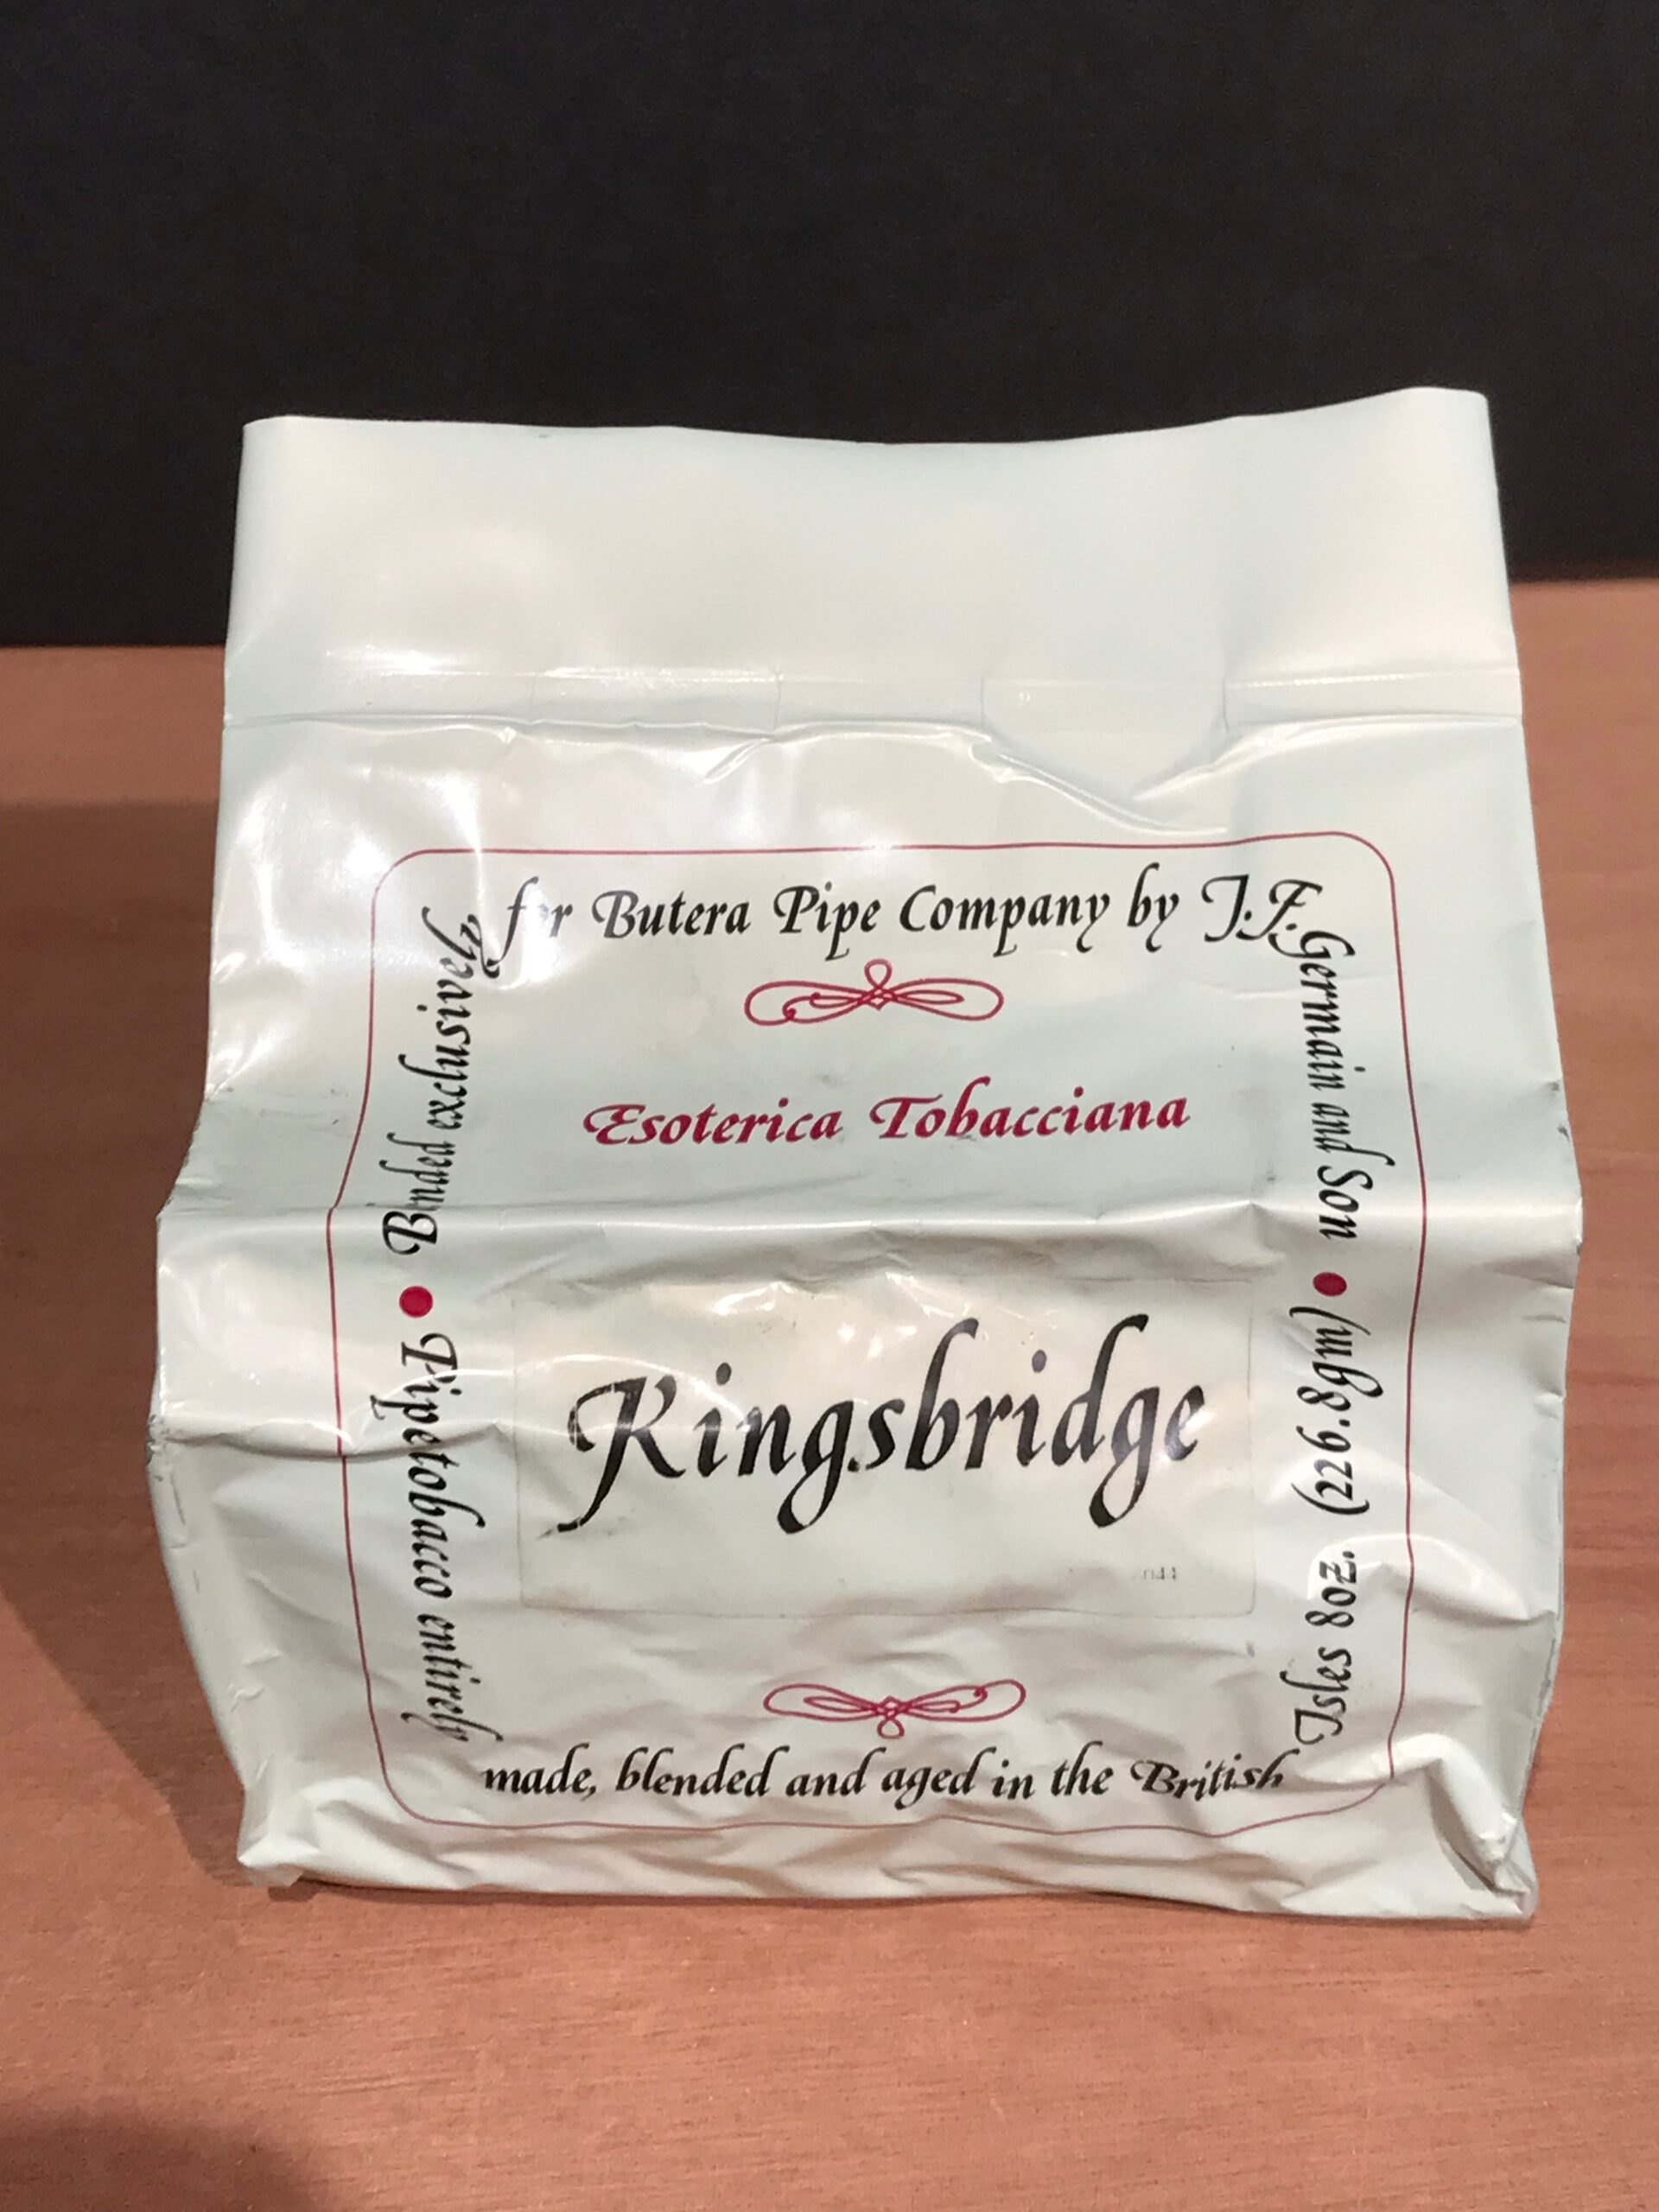 Blended exclusively
for Butera Pipe Company by J.F. Germain and Son
Esoterica Tobacciana
Kingsbridge
Pipetobacco entirely
made, blended and aged in the British
Isles 8oz. (226.8gm)